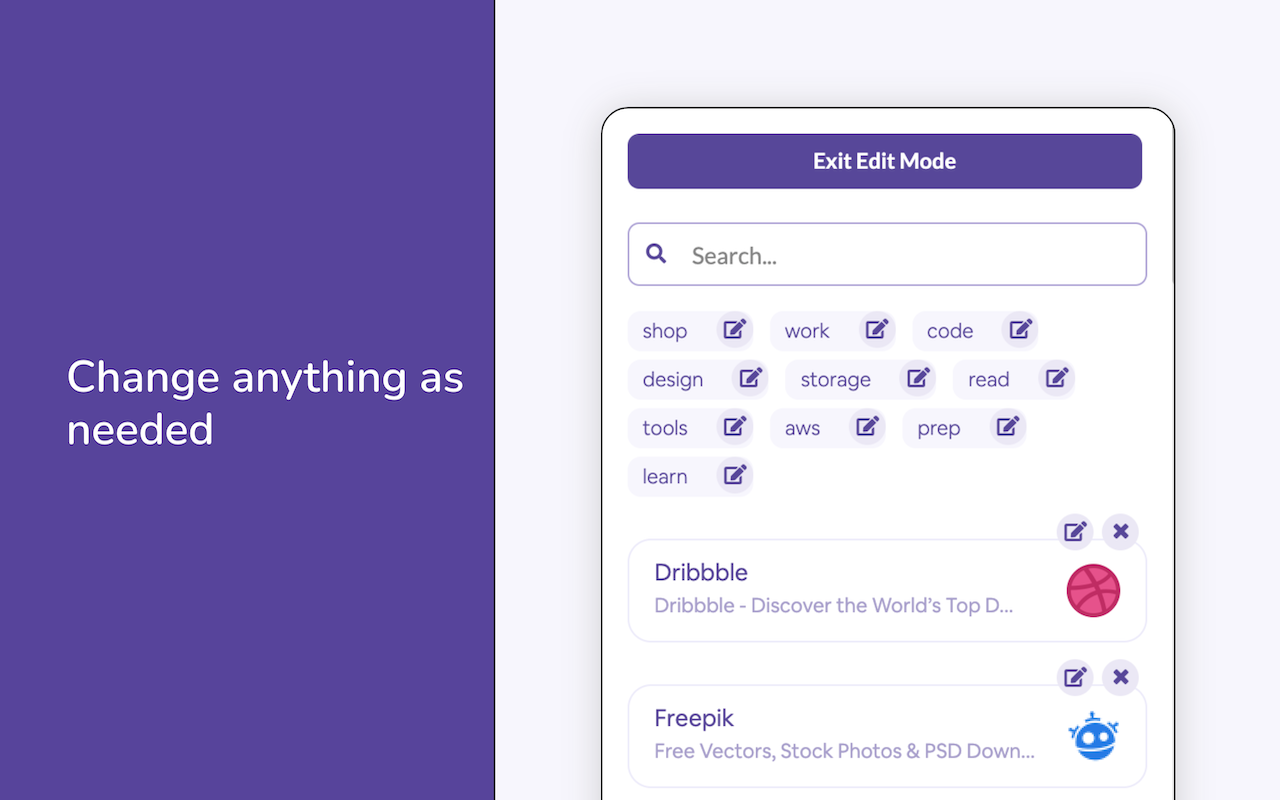 Change anything as
needed
Exit Edit Mode
Search...
shop work code
design storage read
tools aws prep
learn
Dribbble
Dribbble - Discover the World’s Top D...
Freepik
Free Vectors, Stock Photos & PSD Down...